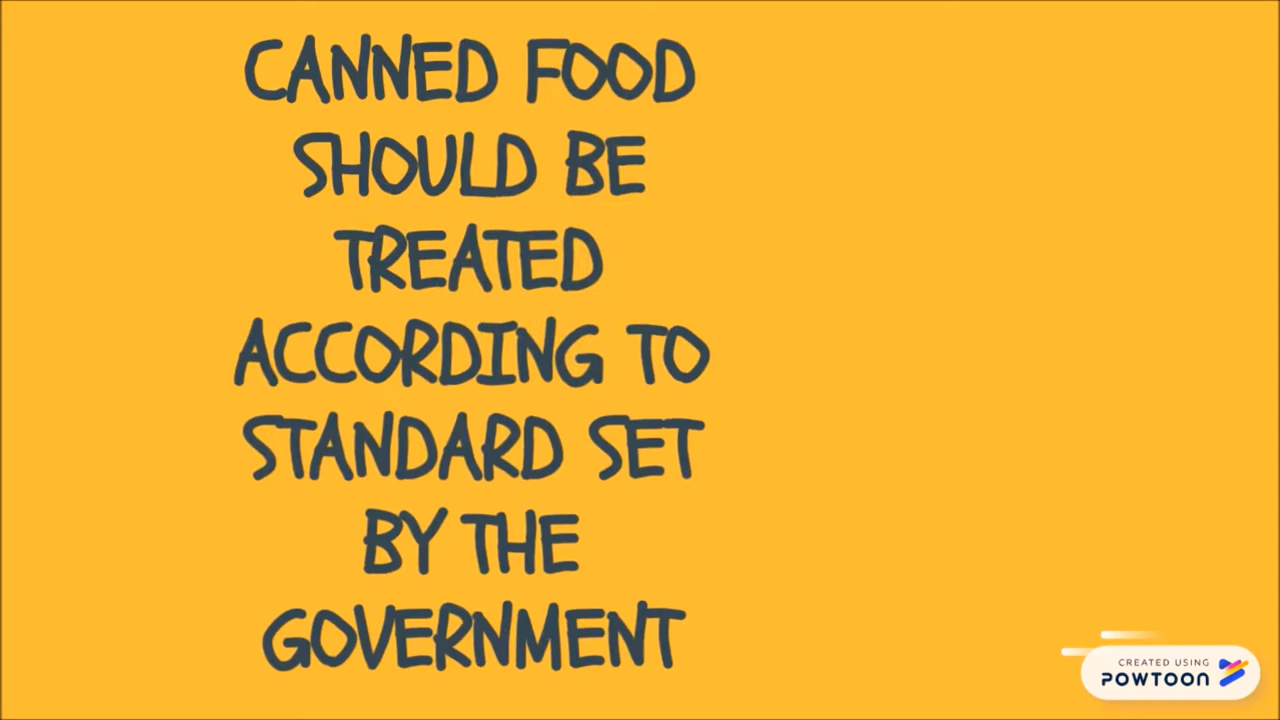 CANNED FOOD
SHOULD BE
TREATED
ACCORDING TO
STANDARD SET
BY THE
GOVERNMENT
CREATED USING
POWTOON